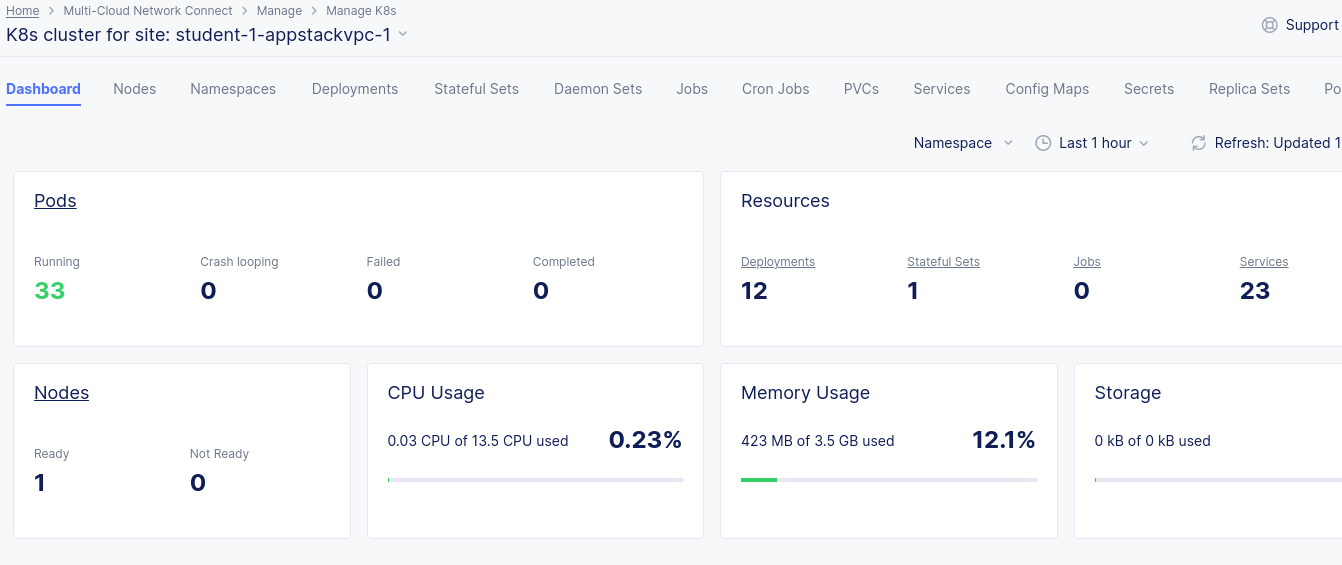 Home > Multi-Cloud Network Connect > Manage > Manage K8s
K8s cluster for site: student-1-appstackvpc-1
Support
Dashboard Nodes Namespaces Deployments Stateful Sets Daemon Sets Jobs Cron Jobs PVCs Services Config Maps Secrets Replica Sets Po
Namespace Last 1 hour Refresh: Updated 1
Pods
Running Crash looping Failed Completed
33 0 0 0
Resources
Deployments Stateful Sets Jobs Services
12 1 0 23
Nodes
Ready Not Ready
1 0
CPU Usage
0.03 CPU of 13.5 CPU used 0.23%
Memory Usage
423 MB of 3.5 GB used 12.1%
Storage
0 kB of 0 kB used